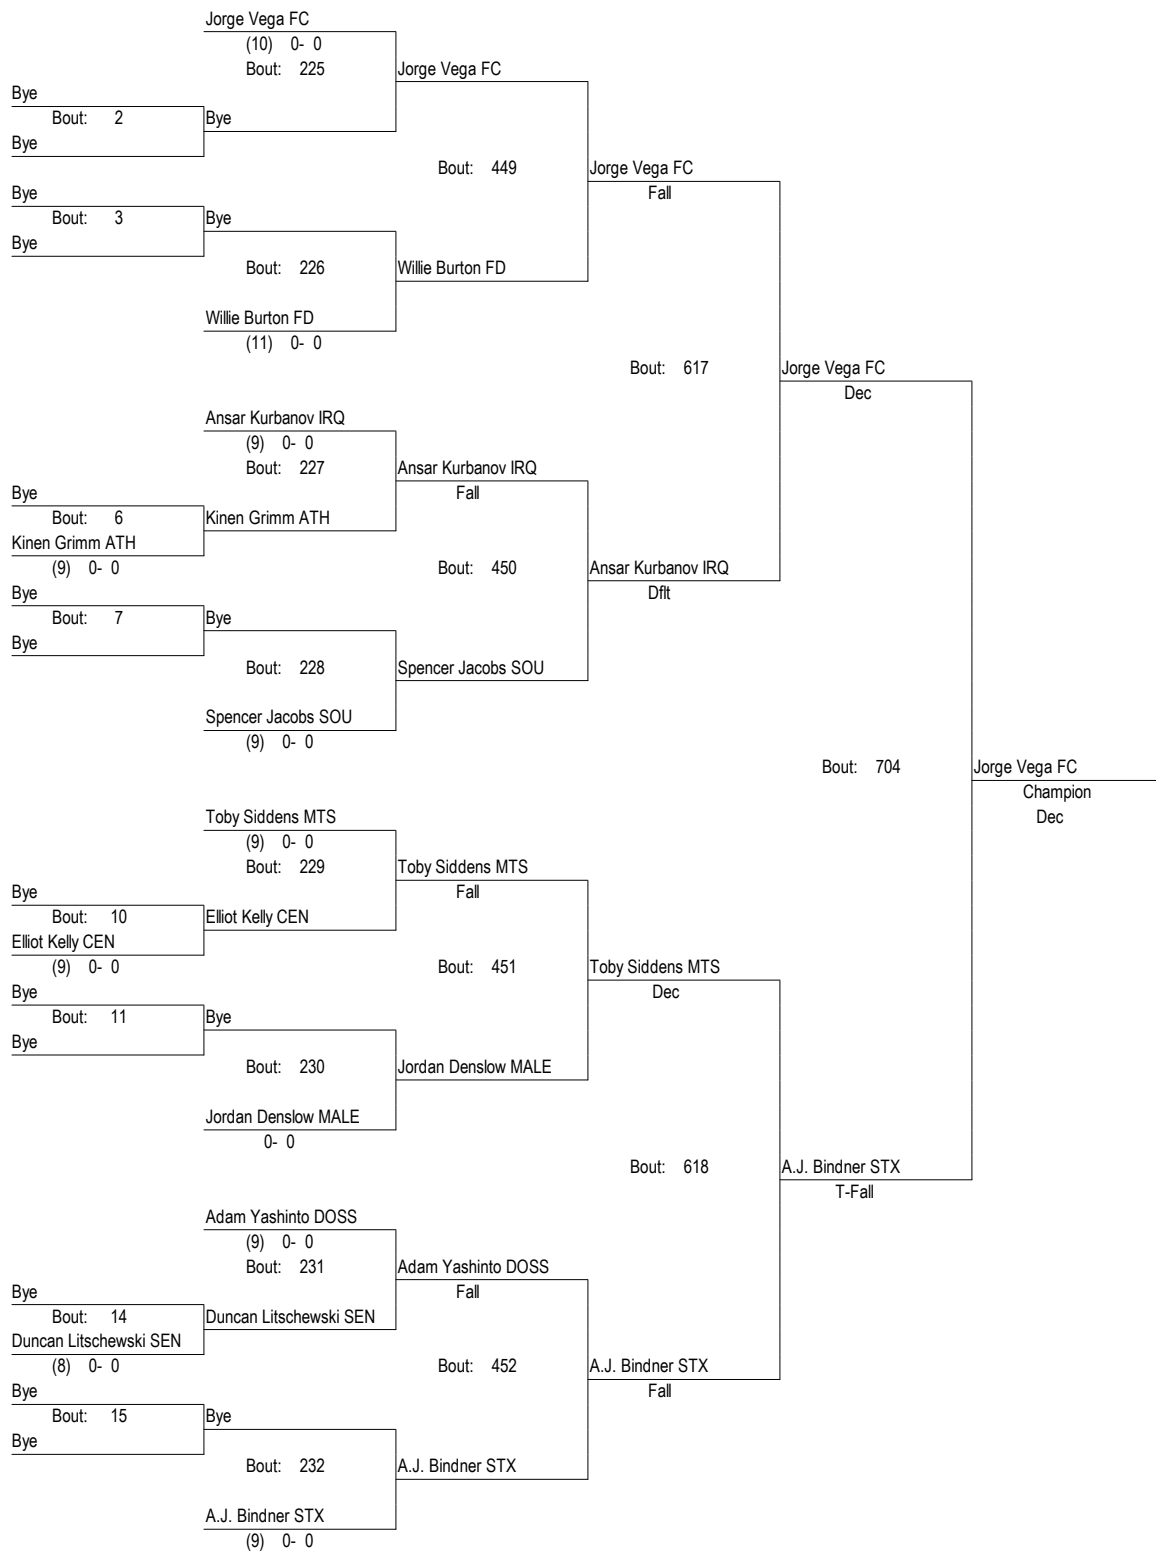 Jorge Vega FC
(10) 0- 0
Bout: 225
Jorge Vega FC
Bye
Bout: 2
Bye
Bye
Bout: 449
Jorge Vega FC
Fall
Bye
Bout: 3
Bye
Bye
Bout: 226
Willie Burton FD
Willie Burton FD
(11) 0- 0
Bout: 617
Jorge Vega FC
Dec
Ansar Kurbanov IRQ
(9) 0- 0
Bout: 227
Ansar Kurbanov IRQ
Fall
Bye
Bout: 6
Kinen Grimm ATH
Kinen Grimm ATH
(9) 0- 0
Bout: 450
Ansar Kurbanov IRQ
Dflt
Bye
Bout: 7
Bye
Bye
Bout: 228
Spencer Jacobs SOU
Spencer Jacobs SOU
(9) 0- 0
Bout: 704
Jorge Vega FC
Champion
Dec
Toby Siddens MTS
(9) 0- 0
Bout: 229
Toby Siddens MTS
Fall
Bye
Bout: 10
Elliot Kelly CEN
Elliot Kelly CEN
(9) 0- 0
Bout: 451
Toby Siddens MTS
Dec
Bye
Bout: 11
Bye
Bye
Bout: 230
Jordan Denslow MALE
Jordan Denslow MALE
0- 0
Bout: 618
A.J. Bindner STX
T-Fall
Adam Yashinto DOSS
(9) 0- 0
Bout: 231
Adam Yashinto DOSS
Fall
Bye
Bout: 14
Duncan Litschewski SEN
Duncan Litschewski SEN
(8) 0- 0
Bout: 452
A.J. Bindner STX
Fall
Bye
Bout: 15
Bye
Bye
Bout: 232
A.J. Bindner STX
A.J. Bindner STX
(9) 0- 0